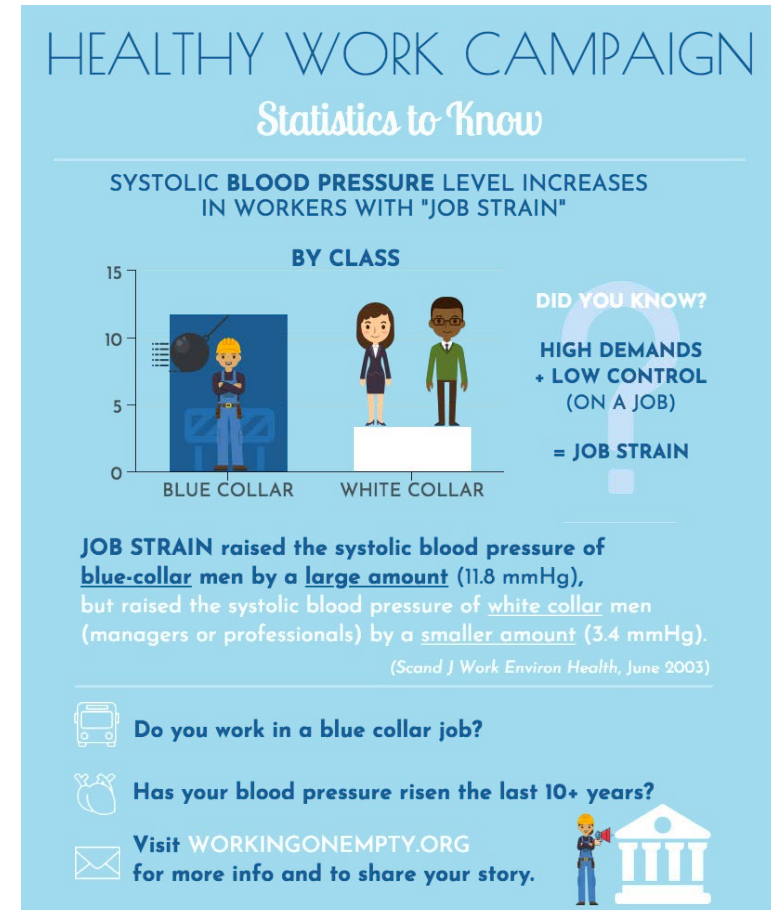 HEALTHY WORK CAMPAIGN
Statistics to Know
SYSTOLIC BLOOD PRESSURE LEVEL INCREASES
IN WORKERS WITH "JOB STRAIN"
BY CLASS
15
10
5
0
BLUE COLLAR
WHITE COLLAR
DID YOU KNOW?
HIGH DEMANDS
+ LOW CONTROL
(ON A JOB)
= JOB STRAIN
JOB STRAIN raised the systolic blood pressure of
blue-collar men by a large amount (11.8 mmHg),
but raised the systolic blood pressure of white collar men
(managers or professionals) by a smaller amount (3.4 mmHg).
(Scand J Work Environ Health, June 2003)
Do you work in a blue collar job?
Has your blood pressure risen the last 10+ years?
Visit WORKINGONEMPTY.ORG
for more info and to share your story.